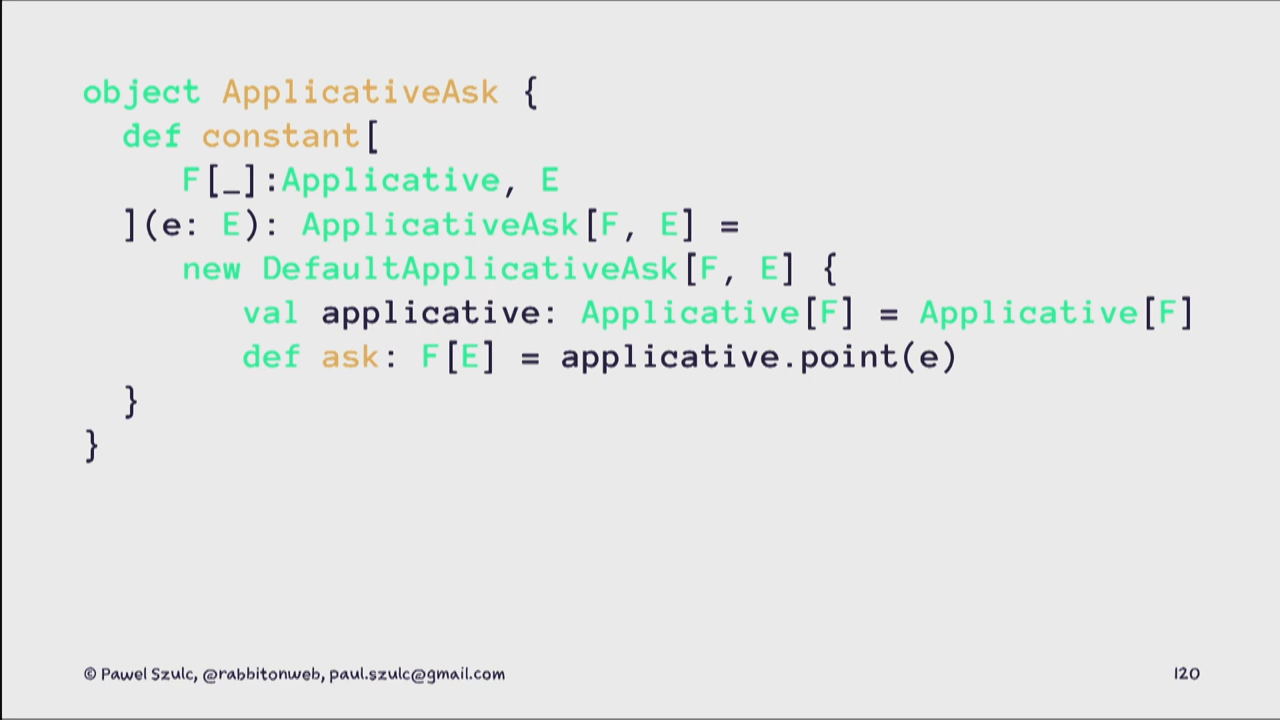 object ApplicativeAsk {
  def constant[
     F[_]:Applicative, E
  ](e: E): ApplicativeAsk[F, E] =
     new DefaultApplicativeAsk[F, E] {
        val applicative: Applicative[F] = Applicative[F]
        def ask: F[E] = applicative.point(e)
  }
}
© Pawel Szulc, @rabbitonweb, paul.szulc@gmail.com
120